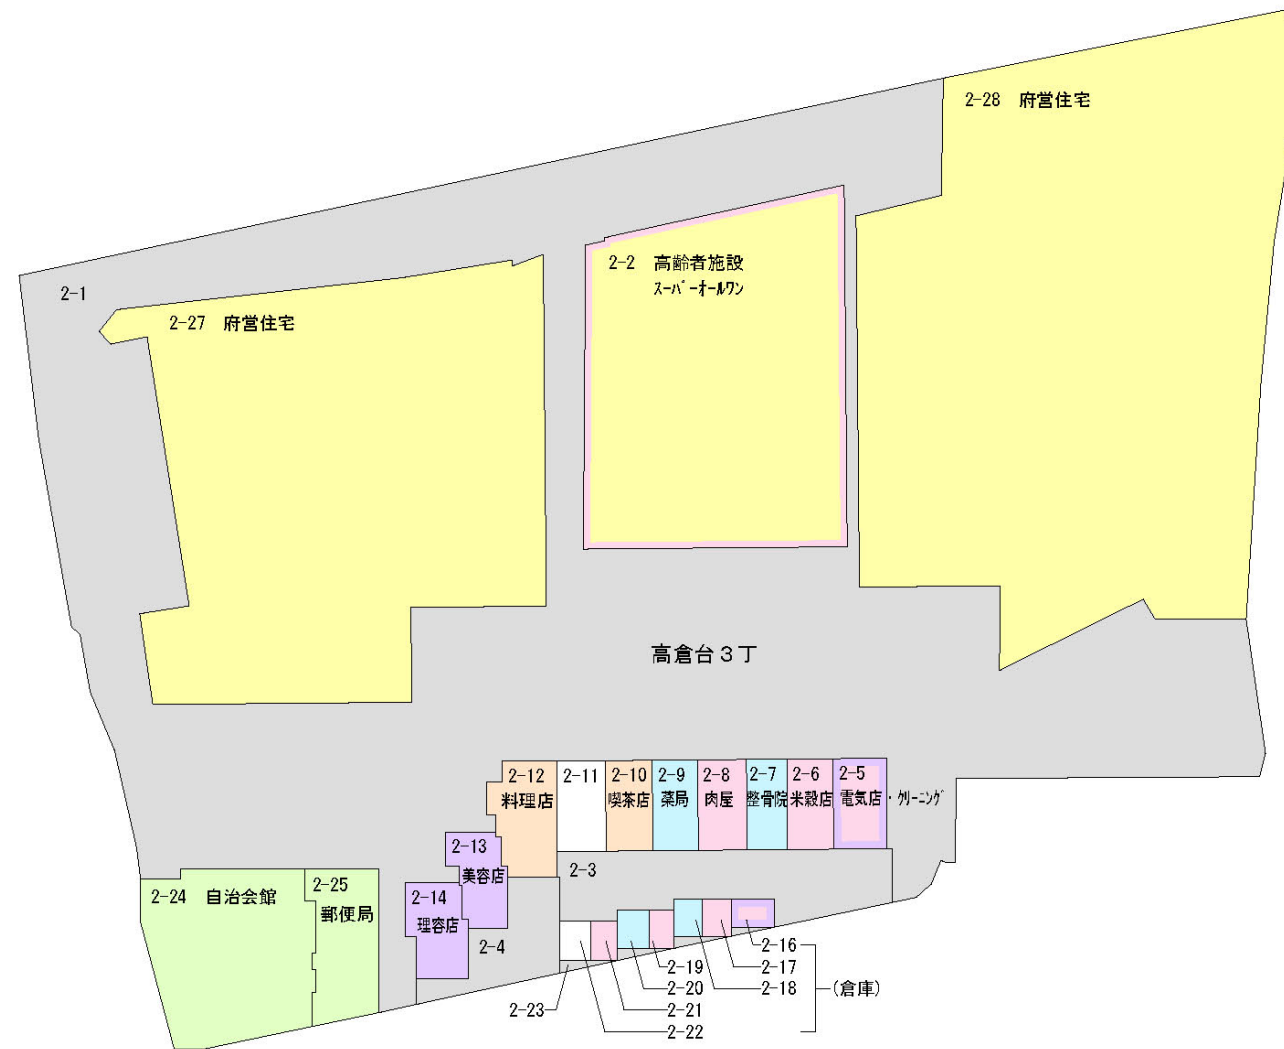 2-28 府営住宅
2-2 高齢者施設
スーパーオールワン
2-1
2-27 府営住宅
高倉台3丁
2-12
料理店
2-11
2-10
喫茶店
2-9
薬局
2-8
肉屋
2-7
整骨院
2-6
米穀店
2-5
電気店・クリーニング
2-13
美容店
2-3
2-24 自治会館
2-25
郵便局
2-14
理容店
2-4
2-16
2-17
2-18
2-19
2-20
2-21
2-22
2-23
(倉庫)